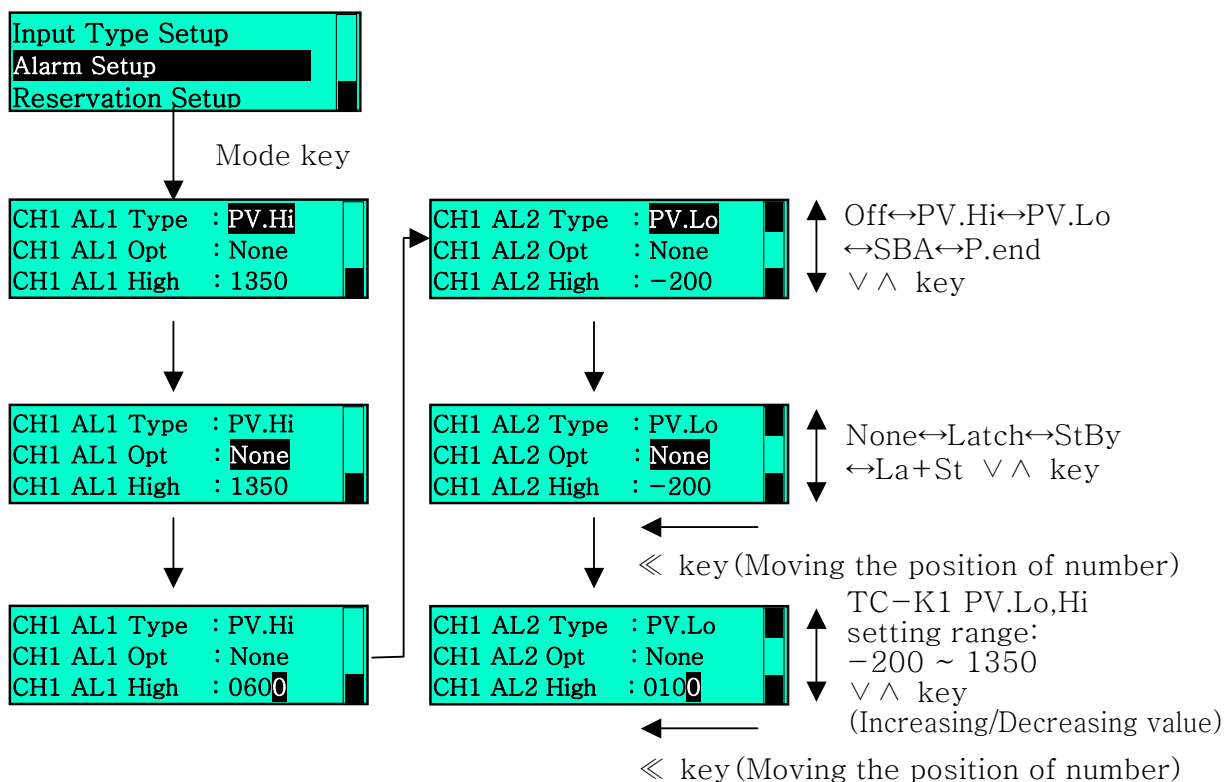 Input Type Setup
Alarm Setup
Reservation Setup
Mode key
CH1 AL1 Type : PV.Hi
CH1 AL1 Opt : None
CH1 AL1 High : 1350
CH1 AL1 Type : PV.Hi
CH1 AL1 Opt : None
CH1 AL1 High : 1350
CH1 AL1 Type : PV.Hi
CH1 AL1 Opt : None
CH1 AL1 High : 0600
CH1 AL2 Type : PV.Lo
CH1 AL2 Opt : None
CH1 AL2 High : −200
Off↔PV.Hi↔PV.Lo
↔SBA↔P.end
∨∧ key
CH1 AL2 Type : PV.Lo
CH1 AL2 Opt : None
CH1 AL2 High : −200
None↔Latch↔StBy
↔La+St ∨∧ key
≪ key(Moving the position of number)
CH1 AL2 Type : PV.Lo
CH1 AL2 Opt : None
CH1 AL2 High : 0100
TC−K1 PV.Lo,Hi
setting range:
−200 ~ 1350
∨∧ key
(Increasing/Decreasing value)
≪ key(Moving the position of number)